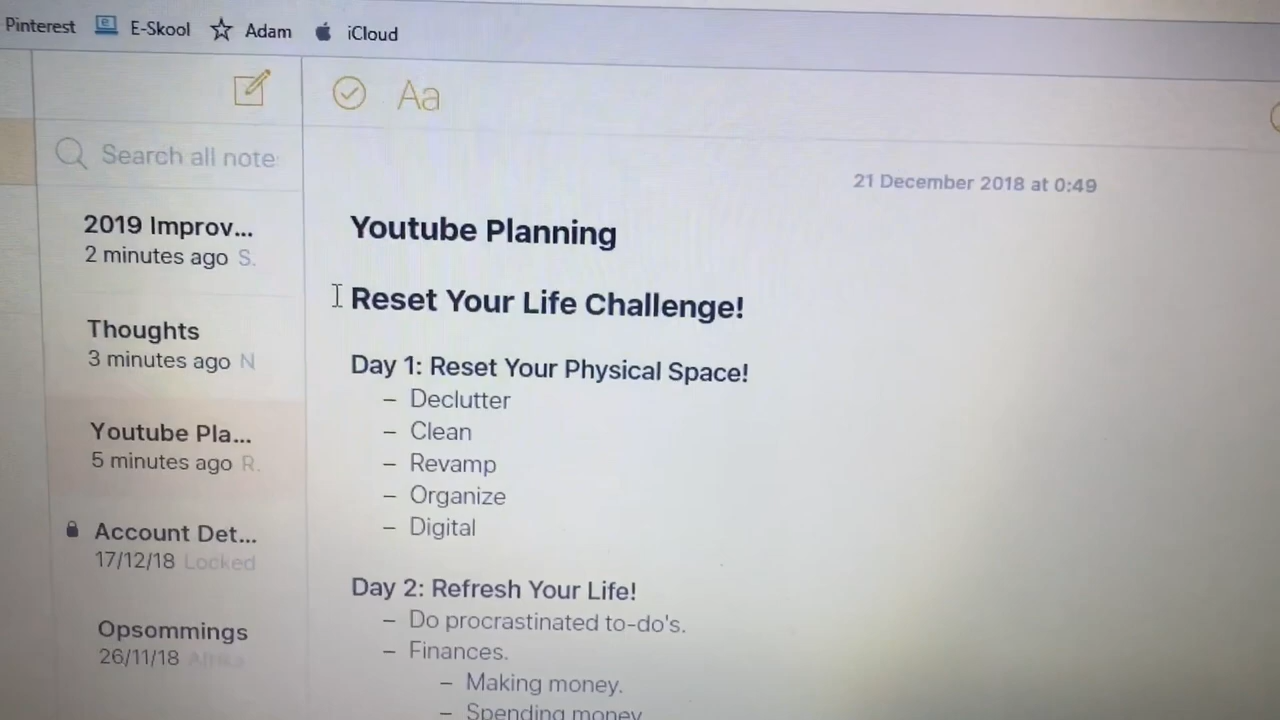 Pinterest E-Skool Adam iCloud
Aa
Search all note
21 December 2018 at 0:49
2019 Improv...
2 minutes ago S.
Thoughts
3 minutes ago N
Youtube Pla...
5 minutes ago R.
Account Det...
17/12/18 Locked
Opsommings
26/11/18 Afrika
Youtube Planning
Reset Your Life Challenge!
Day 1: Reset Your Physical Space!
– Declutter
– Clean
– Revamp
– Organize
– Digital
Day 2: Refresh Your Life!
– Do procrastinated to-do's.
– Finances.
– Making money.
– Spending money